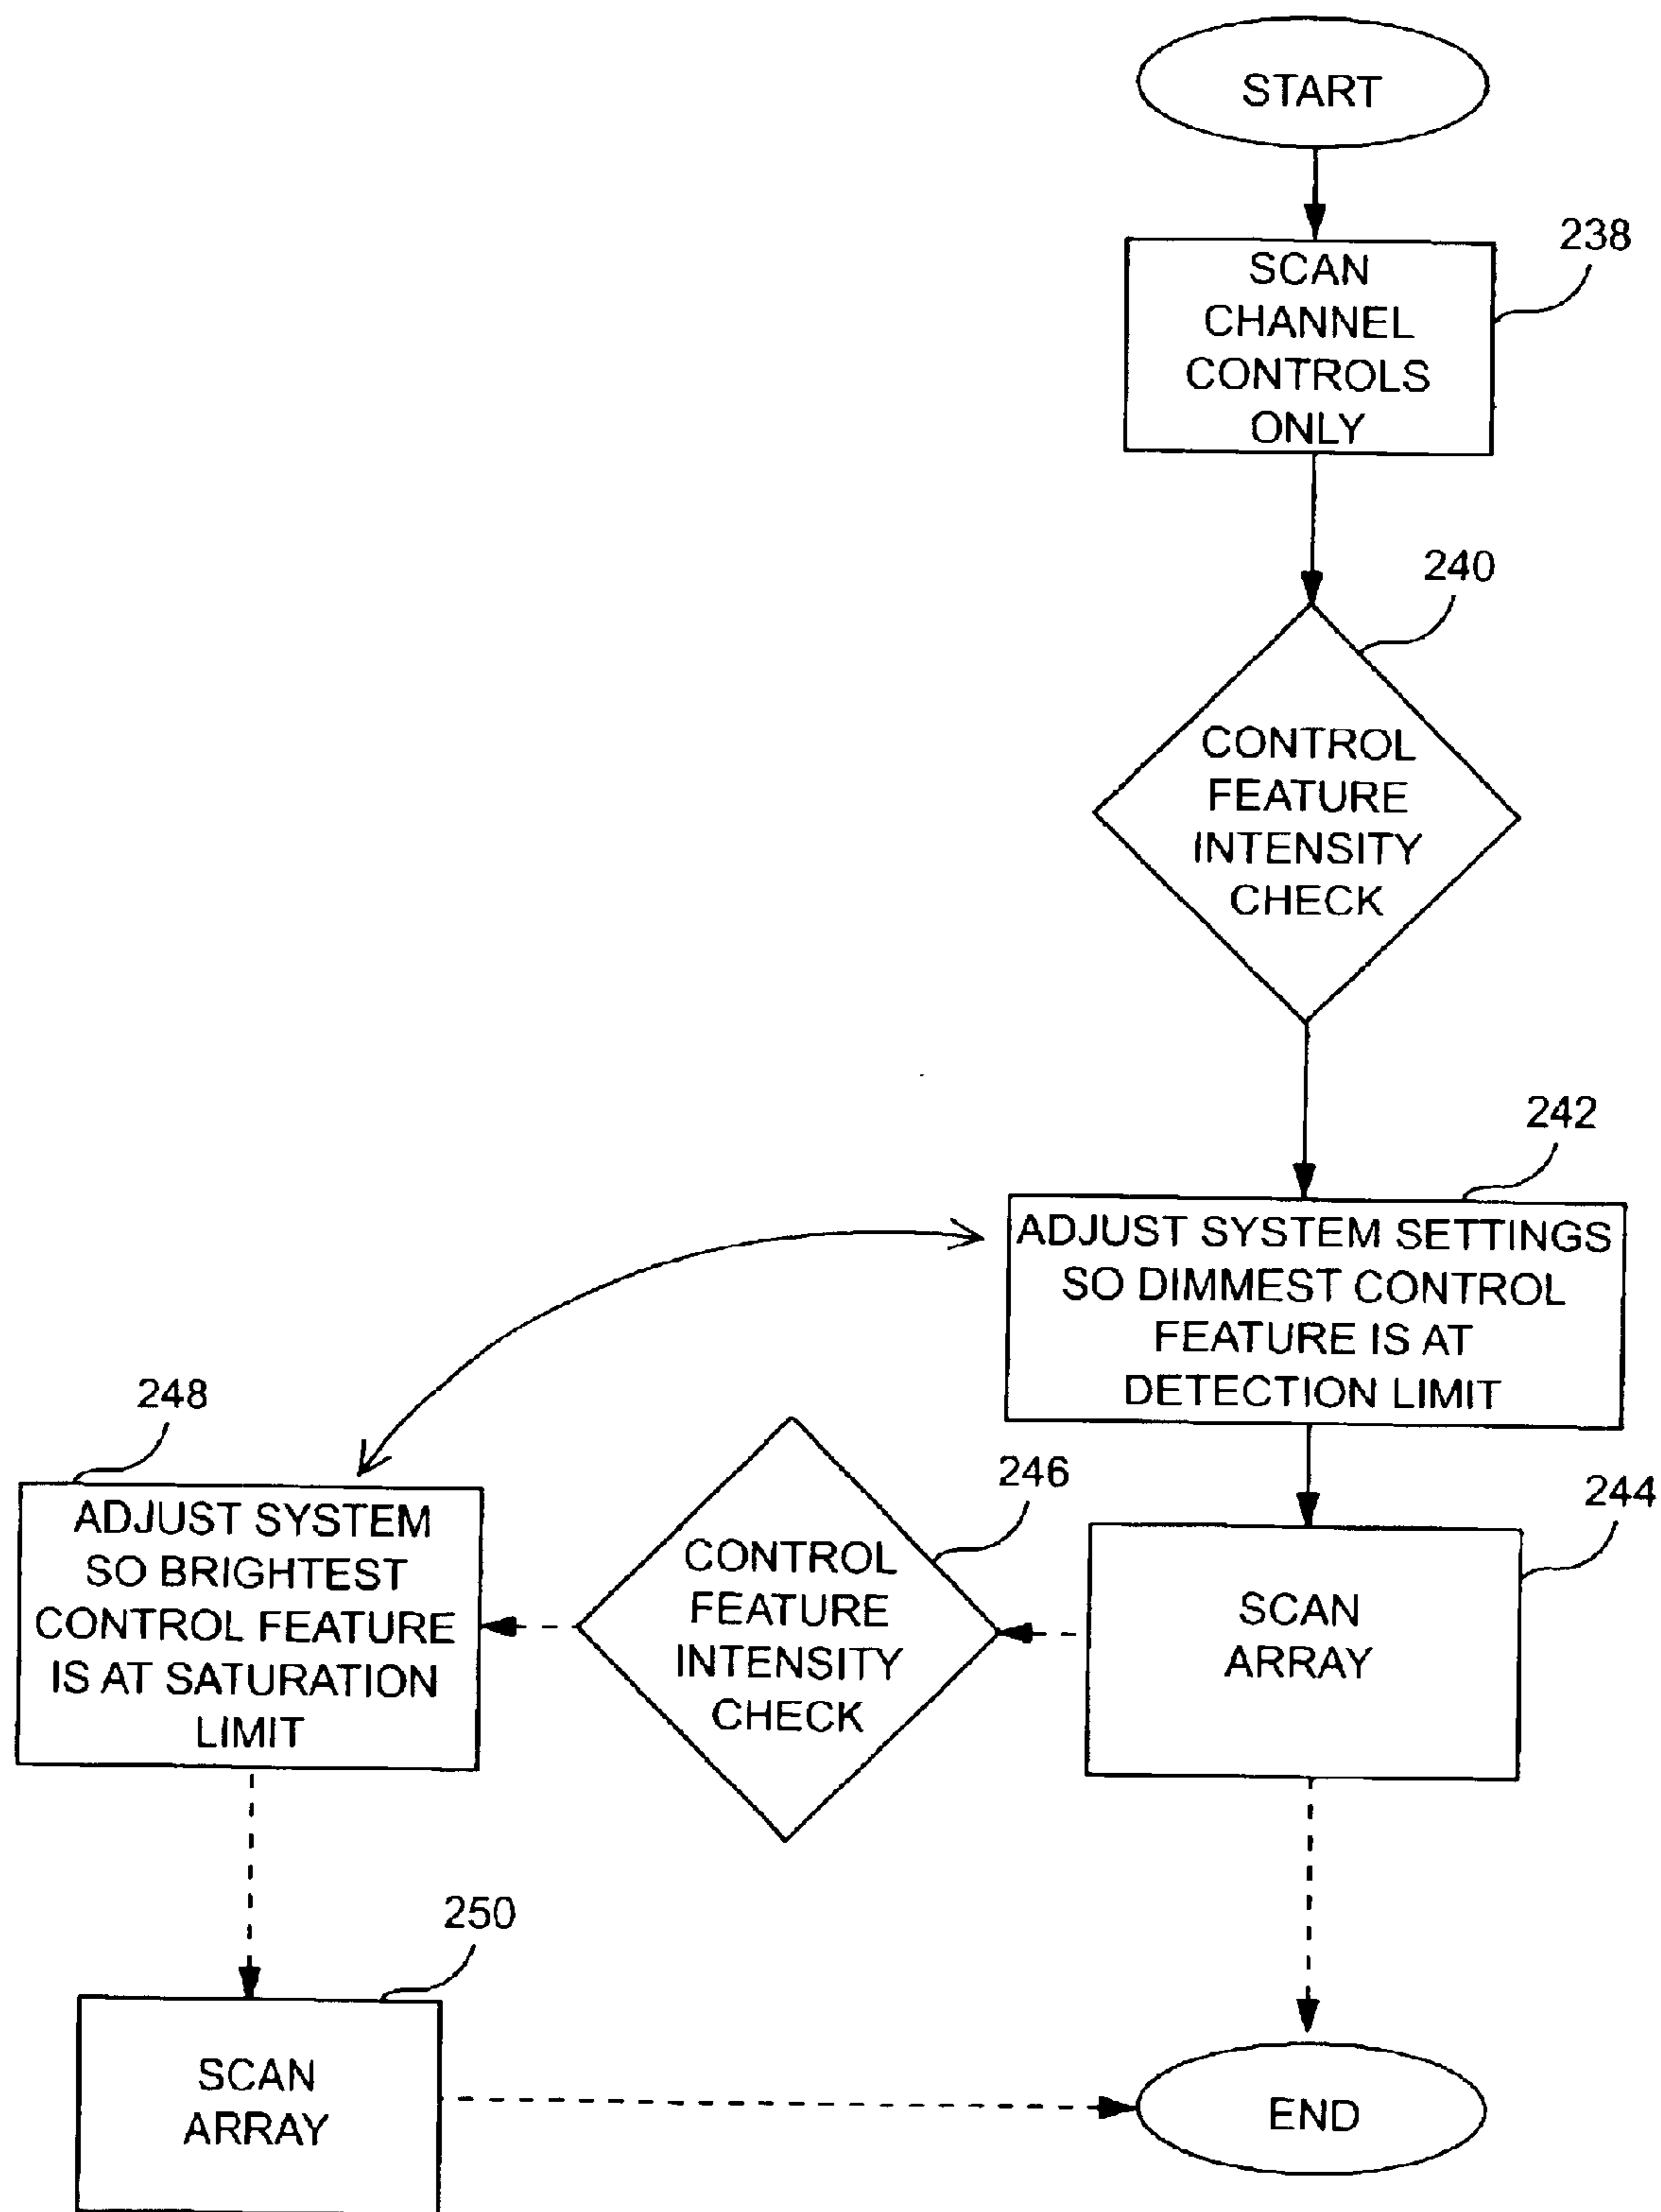 START
238
SCAN
CHANNEL
CONTROLS
ONLY
240
CONTROL
FEATURE
INTENSITY
CHECK
242
ADJUST SYSTEM SETTINGS
SO DIMMEST CONTROL
FEATURE IS AT
DETECTION LIMIT
244
SCAN
ARRAY
246
CONTROL
FEATURE
INTENSITY
CHECK
248
ADJUST SYSTEM
SO BRIGHTEST
CONTROL FEATURE
IS AT SATURATION
LIMIT
250
SCAN
ARRAY
END